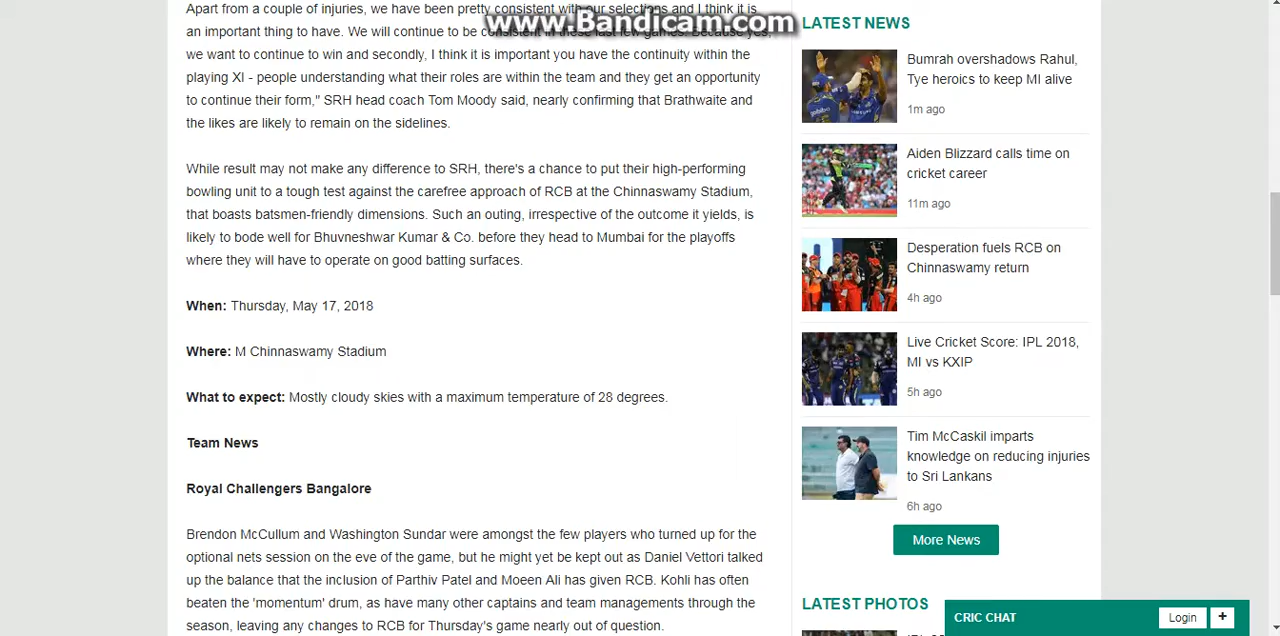 Apart from a couple of injuries, we have been pretty consistent with our selections and I think it is
www.Bandicam.com
an important thing to have. We will continue to be consistent in these last few games. Because yes,
we want to continue to win and secondly, I think it is important you have the continuity within the
playing XI - people understanding what their roles are within the team and they get an opportunity
to continue their form," SRH head coach Tom Moody said, nearly confirming that Brathwaite and
the likes are likely to remain on the sidelines.
While result may not make any difference to SRH, there's a chance to put their high-performing
bowling unit to a tough test against the carefree approach of RCB at the Chinnaswamy Stadium,
that boasts batsmen-friendly dimensions. Such an outing, irrespective of the outcome it yields, is
likely to bode well for Bhuvneshwar Kumar & Co. before they head to Mumbai for the playoffs
where they will have to operate on good batting surfaces.
When: Thursday, May 17, 2018
Where: M Chinnaswamy Stadium
What to expect: Mostly cloudy skies with a maximum temperature of 28 degrees.
Team News
Royal Challengers Bangalore
Brendon McCullum and Washington Sundar were amongst the few players who turned up for the
optional nets session on the eve of the game, but he might yet be kept out as Daniel Vettori talked
up the balance that the inclusion of Parthiv Patel and Moeen Ali has given RCB. Kohli has often
beaten the 'momentum' drum, as have many other captains and team managements through the
season, leaving any changes to RCB for Thursday's game nearly out of question.
LATEST NEWS
Bumrah overshadows Rahul,
Tye heroics to keep MI alive
1m ago
Aiden Blizzard calls time on
cricket career
11m ago
Desperation fuels RCB on
Chinnaswamy return
4h ago
Live Cricket Score: IPL 2018,
MI vs KXIP
5h ago
Tim McCaskil imparts
knowledge on reducing injuries
to Sri Lankans
6h ago
More News
LATEST PHOTOS
CRIC CHAT
Login
+